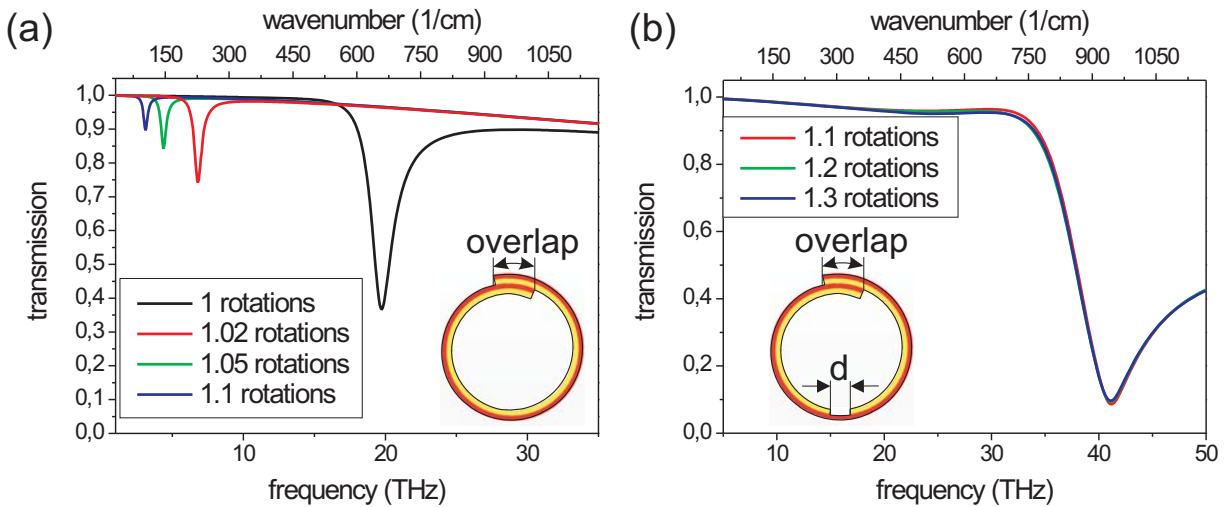 (a)
wavenumber (1/cm)
150 300 450 600 750 900 1050
1,0
0,9
0,8
0,7
0,6
0,5
0,4
0,3
0,2
0,1
0,0
transmission
overlap
1 rotations
1.02 rotations
1.05 rotations
1.1 rotations
10 20 30
frequency (THz)
(b)
wavenumber (1/cm)
150 300 450 600 750 900 1050
1,0
0,8
0,6
0,4
0,2
0,0
transmission
1.1 rotations
1.2 rotations
1.3 rotations
overlap
d
10 20 30 40 50
frequency (THz)